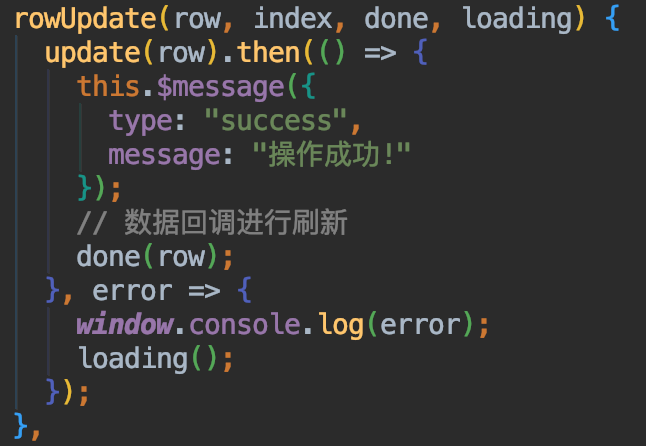 rowUpdate(row, index, done, loading) {
  update(row).then(() => {
    this.$message({
      type: "success",
      message: "操作成功!"
    });
    // 数据回调进行刷新
    done(row);
  }, error => {
    window.console.log(error);
    loading();
  });
},